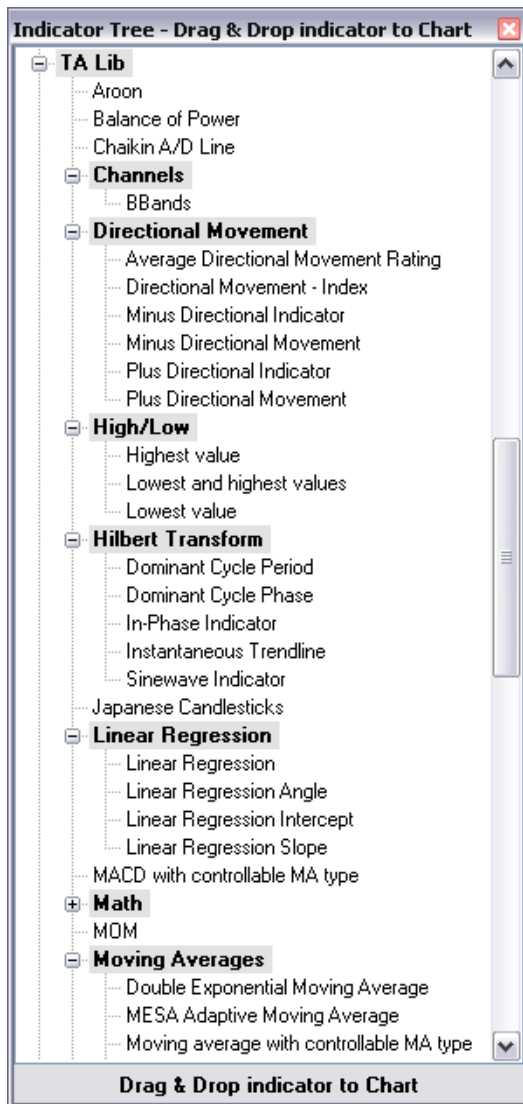 Indicator Tree - Drag & Drop indicator to Chart
TA Lib
Aroon
Balance of Power
Chaikin A/D Line
Channels
BBands
Directional Movement
Average Directional Movement Rating
Directional Movement - Index
Minus Directional Indicator
Minus Directional Movement
Plus Directional Indicator
Plus Directional Movement
High/Low
Highest value
Lowest and highest values
Lowest value
Hilbert Transform
Dominant Cycle Period
Dominant Cycle Phase
In-Phase Indicator
Instantaneous Trendline
Sinewave Indicator
Japanese Candlesticks
Linear Regression
Linear Regression
Linear Regression Angle
Linear Regression Intercept
Linear Regression Slope
MACD with controllable MA type
Math
MOM
Moving Averages
Double Exponential Moving Average
MESA Adaptive Moving Average
Moving average with controllable MA type
Drag & Drop indicator to Chart